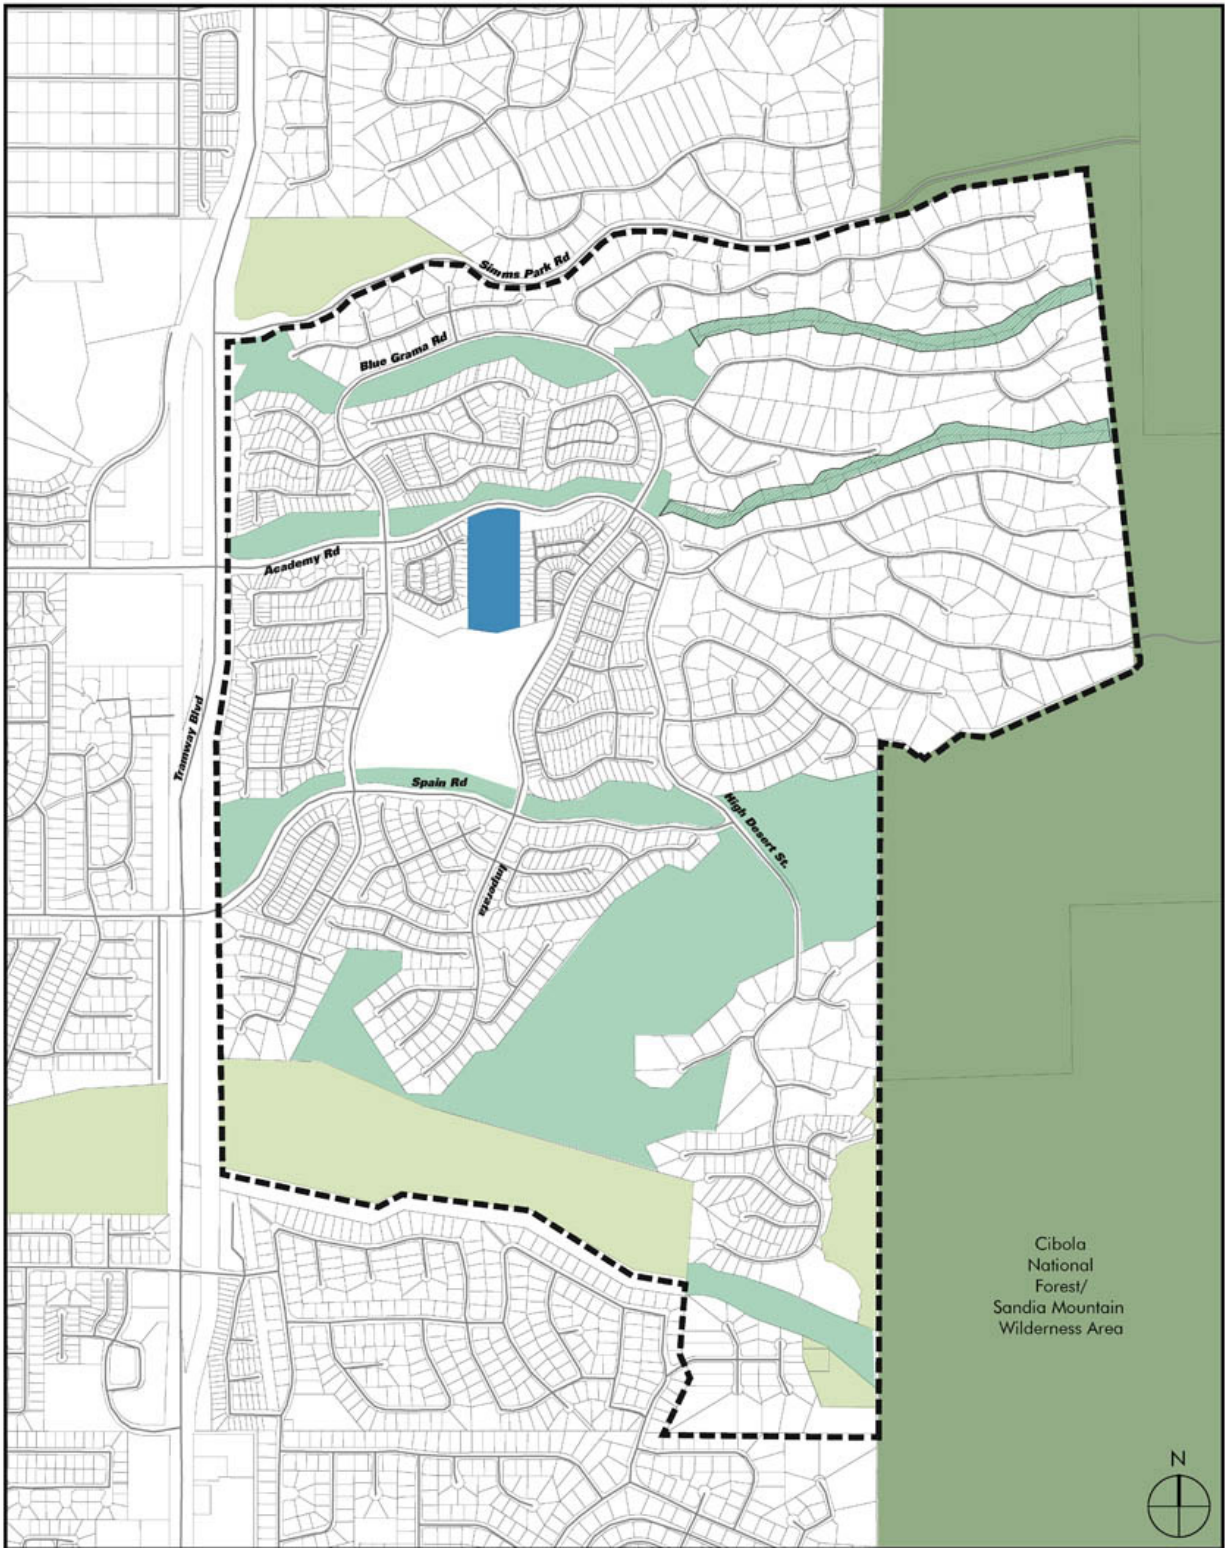 Simms Park Rd
Blue Grama Rd
Academy Rd
Tramway Blvd
Spain Rd
High Desert St.
Imperata
Cibola
National
Forest/
Sandia Mountain
Wilderness Area
N